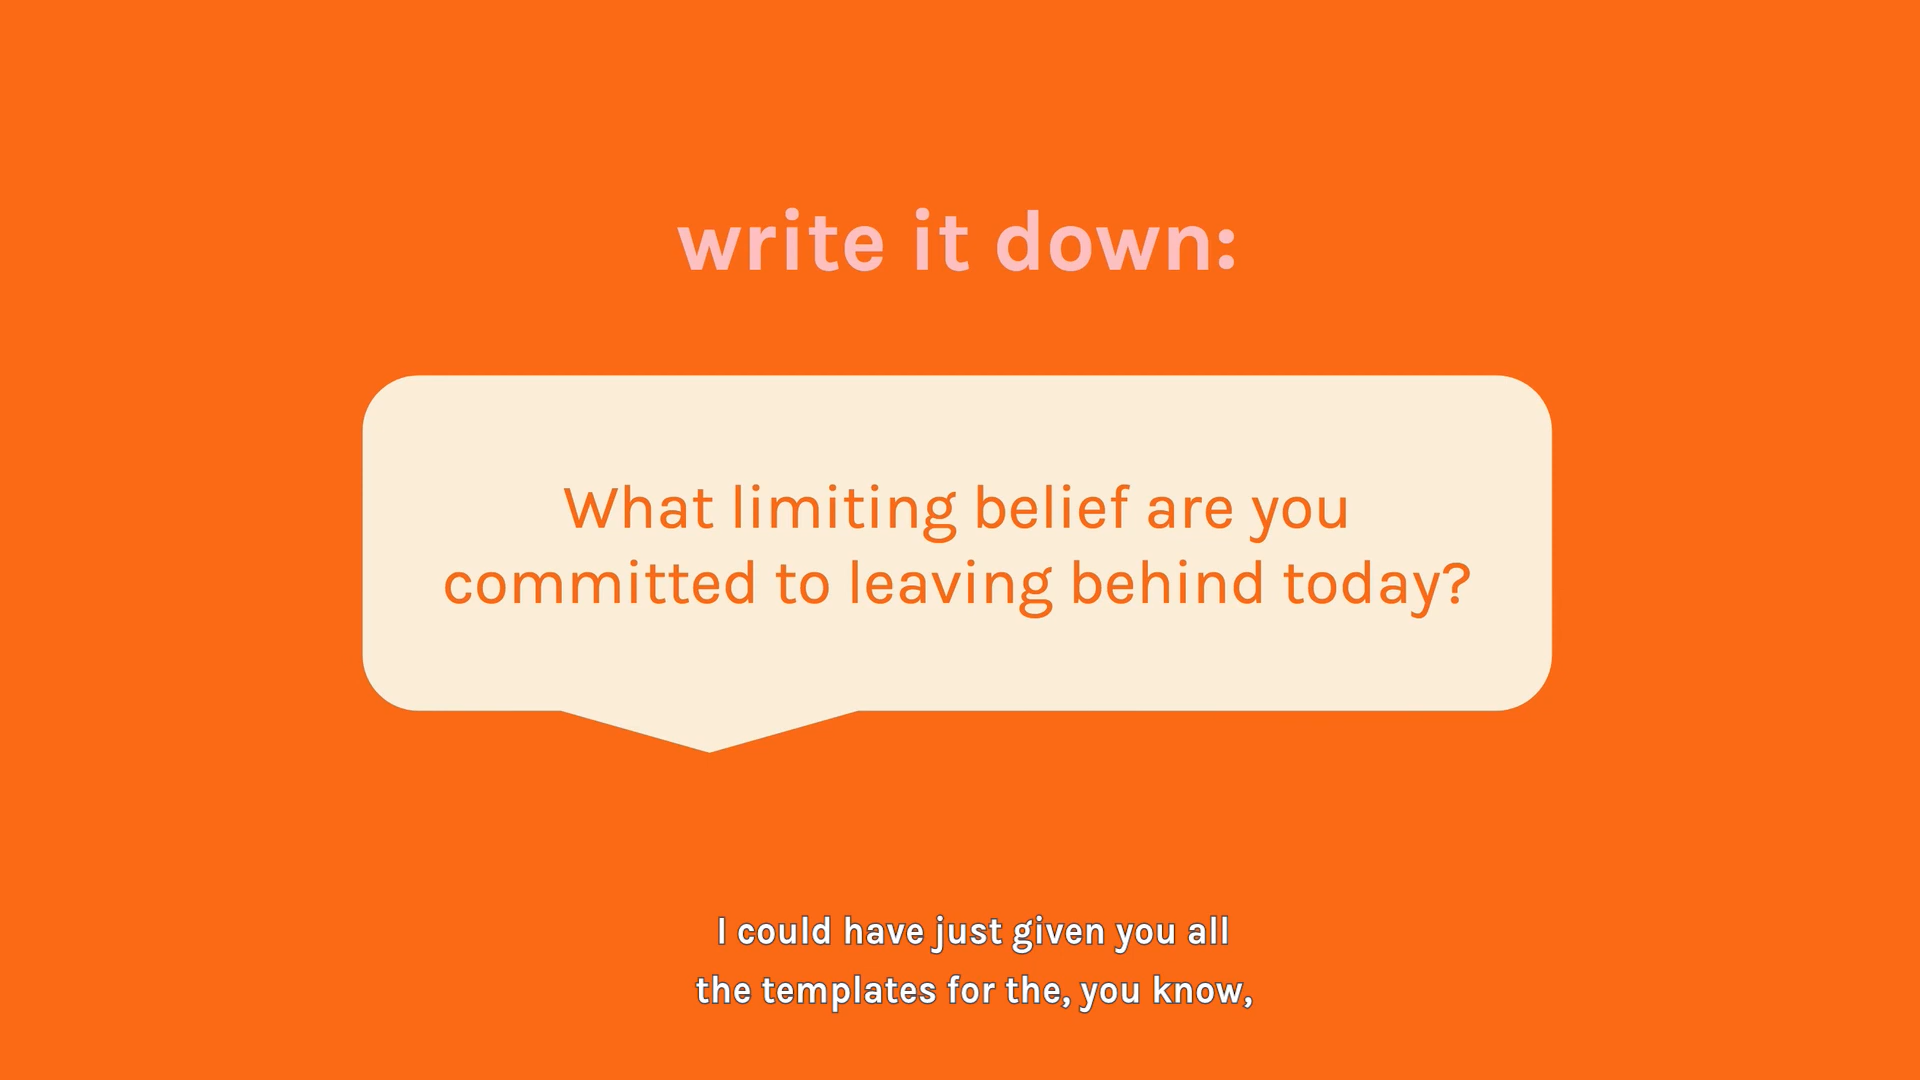 write it down:
What limiting belief are you
committed to leaving behind today?
I could have just given you all
the templates for the, you know,